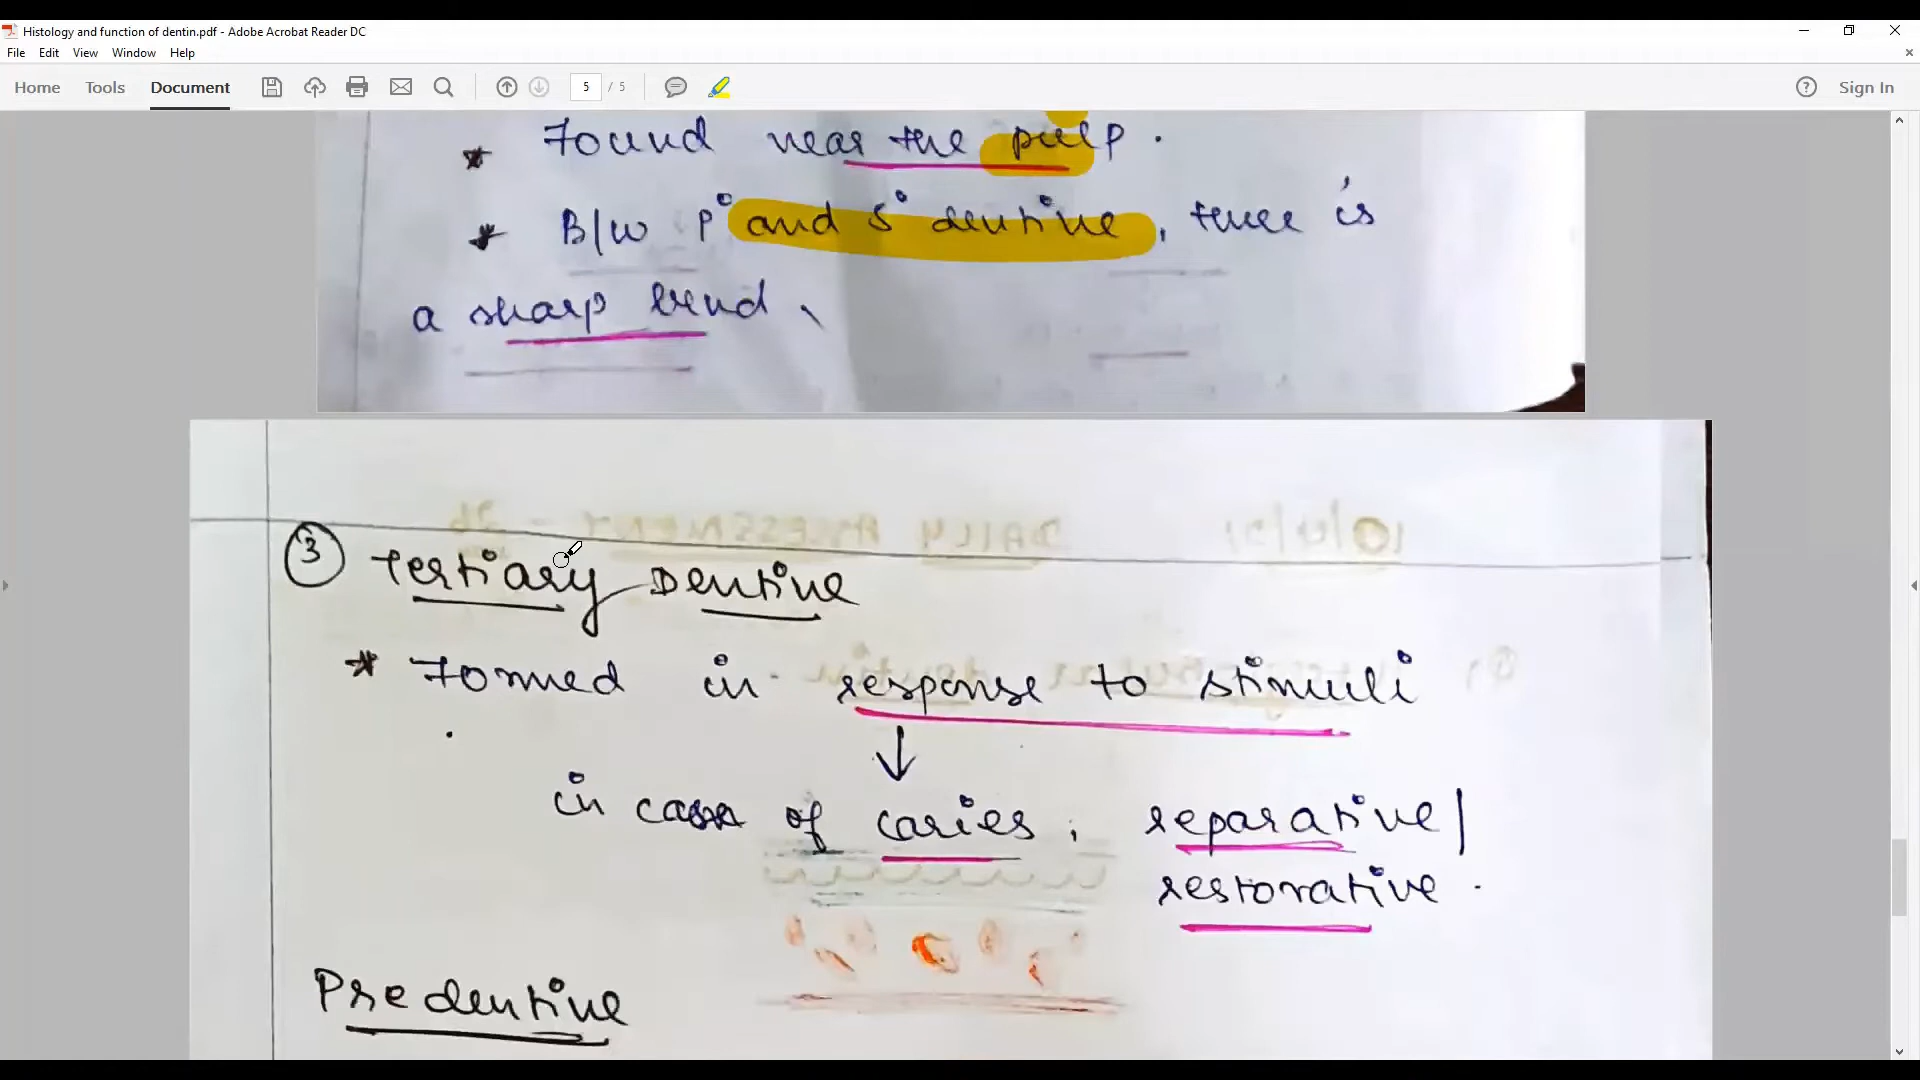 Histology and function of dentin.pdf - Adobe Acrobat Reader DC
File Edit View Window Help
Home Tools Document 5 / 5 Sign In
* Found near the pulp.
* B/W P° and S° dentine, there is
a sharp bend.
③ Tertiary Dentine
* Formed in response to stimuli
↓
in case of caries; reparative/
restorative.
Predentine